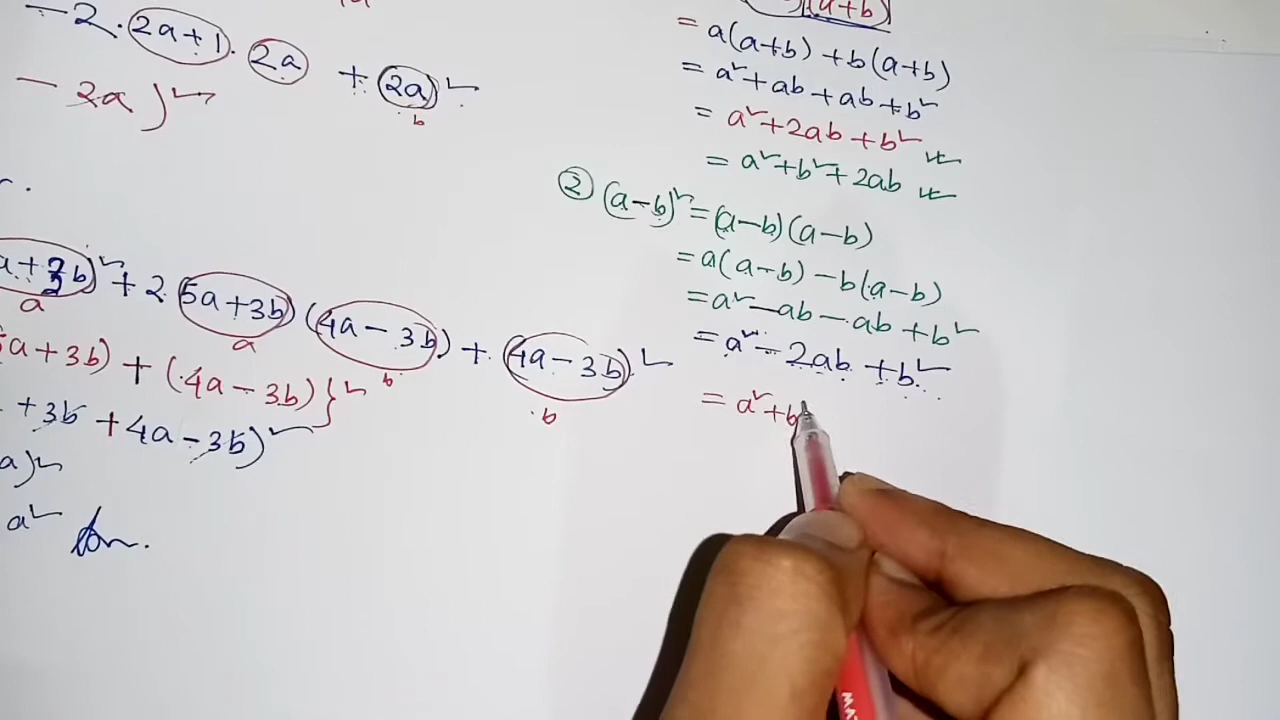 -2. 2a+1. 2a + 2a)²
b
- 2a)²
a+3b)² + 2. 5a+3b) (4a-3b) + (4a-3b)²
a a b b
5a+3b) + (4a-3b)}²
+3b +4a-3b)²
a)²
a² Ans.
(a+b)
= a(a+b) + b(a+b)
= a²+ab+ab+b²
= a²+2ab+b²
= a²+b²+2ab
② (a-b)² = (a-b)(a-b)
= a(a-b) -b(a-b)
= a²-ab-ab+b²
= a²-2ab+b²
= a²+b